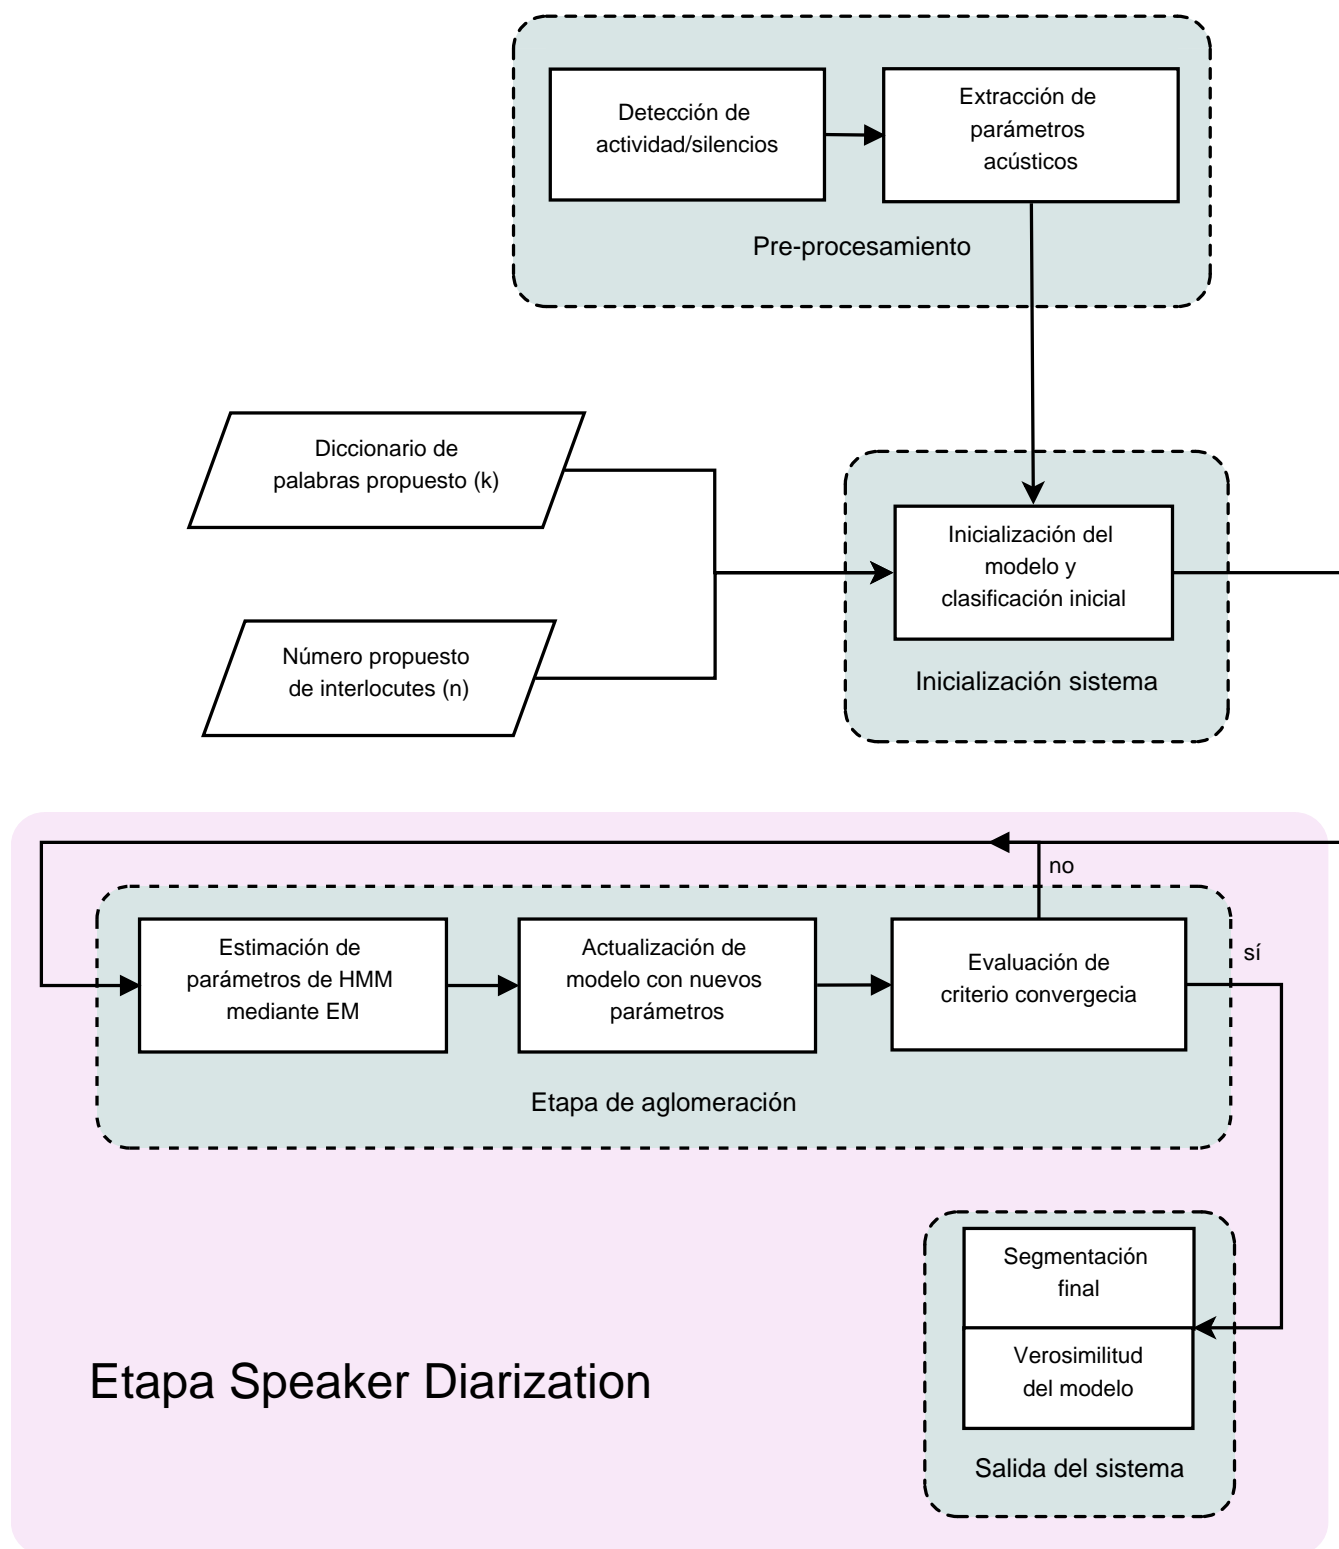 Detección de
actividad/silencios
Extracción de
parámetros
acústicos
Pre-procesamiento
Diccionario de
palabras propuesto (k)
Número propuesto
de interlocutes (n)
Inicialización del
modelo y
clasificación inicial
Inicialización sistema
no
sí
Estimación de
parámetros de HMM
mediante EM
Actualización de
modelo con nuevos
parámetros
Evaluación de
criterio convergecia
Etapa de aglomeración
Segmentación
final
Verosimilitud
del modelo
Salida del sistema
Etapa Speaker Diarization